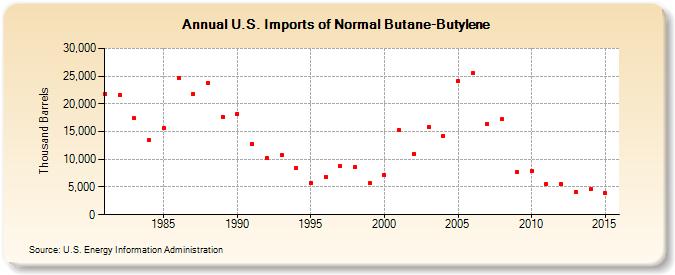 Annual U.S. Imports of Normal Butane-Butylene
Thousand Barrels
30,000
25,000
20,000
15,000
10,000
5,000
0
1985 1990 1995 2000 2005 2010 2015
Source: U.S. Energy Information Administration